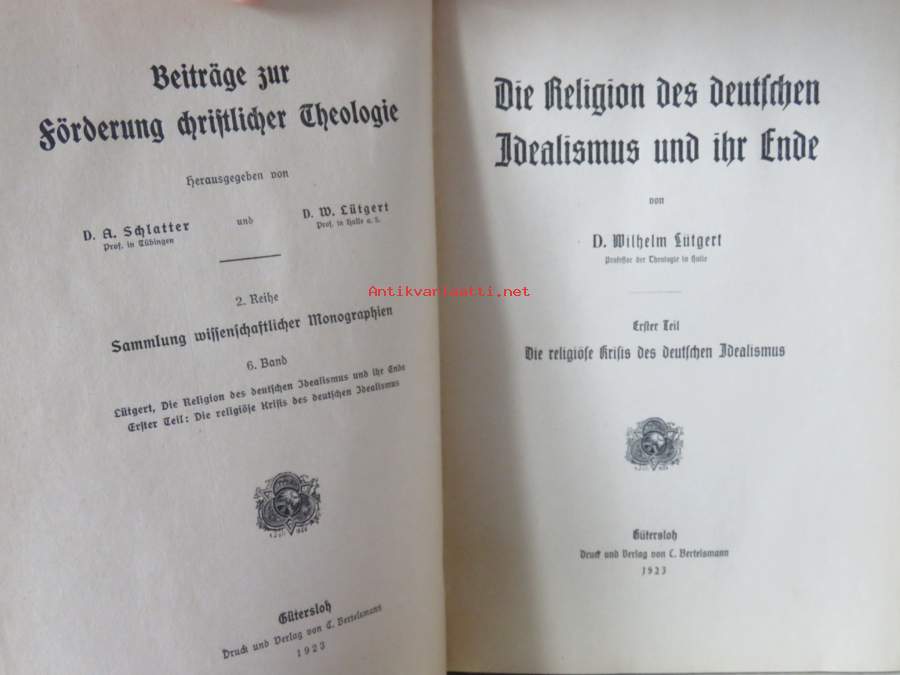 Beiträge zur
Förderung christlicher Theologie
Herausgegeben von
D. A. Schlatter und D. W. Lütgert
Prof. in Tübingen Prof. in Halle a. S.
2. Reihe
Sammlung wissenschaftlicher Monographien
6. Band
Lütgert, Die Religion des deutschen Idealismus und ihr Ende
Erster Teil: Die religiöse Krisis des deutschen Idealismus
Gütersloh
Druck und Verlag von C. Bertelsmann
1923
Die Religion des deutschen
Idealismus und ihr Ende
von
D. Wilhelm Lütgert
Professor der Theologie in Halle
Erster Teil
Die religiöse Krisis des deutschen Idealismus
Gütersloh
Druck und Verlag von C. Bertelsmann
1923
Antikvariaatti.net